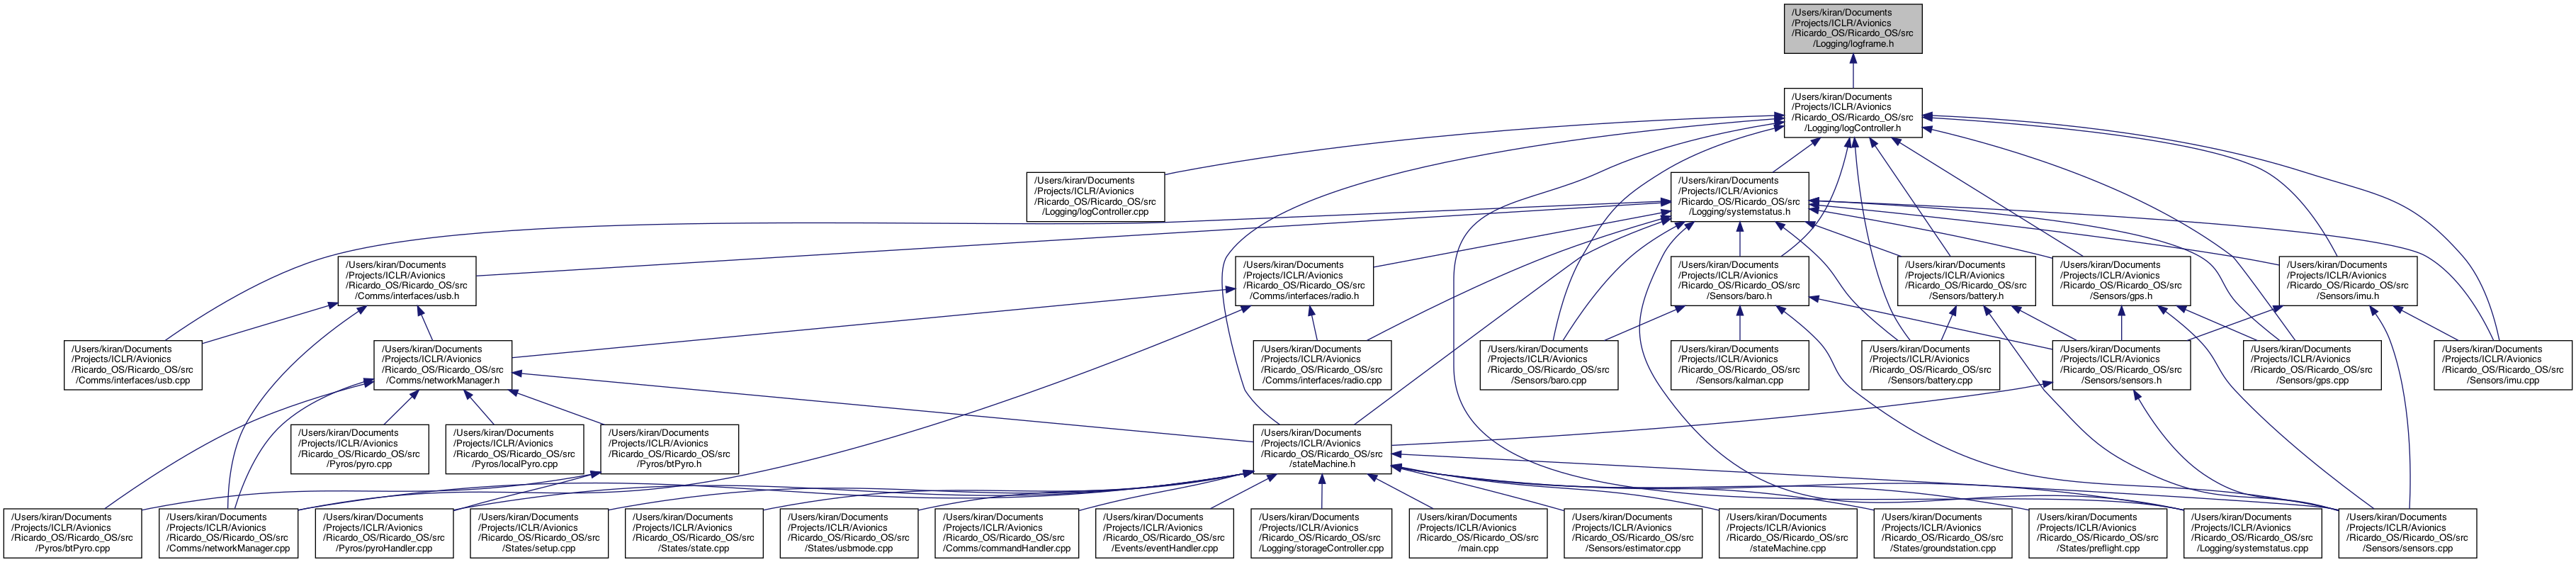 /Users/kiran/Documents
/Projects/ICLR/Avionics
/Ricardo_OS/Ricardo_OS/src
/Logging/logframe.h
/Users/kiran/Documents
/Projects/ICLR/Avionics
/Ricardo_OS/Ricardo_OS/src
/Logging/logController.h
/Users/kiran/Documents
/Projects/ICLR/Avionics
/Ricardo_OS/Ricardo_OS/src
/Logging/logController.cpp
/Users/kiran/Documents
/Projects/ICLR/Avionics
/Ricardo_OS/Ricardo_OS/src
/Logging/systemstatus.h
/Users/kiran/Documents
/Projects/ICLR/Avionics
/Ricardo_OS/Ricardo_OS/src
/Comms/interfaces/usb.h
/Users/kiran/Documents
/Projects/ICLR/Avionics
/Ricardo_OS/Ricardo_OS/src
/Comms/interfaces/radio.h
/Users/kiran/Documents
/Projects/ICLR/Avionics
/Ricardo_OS/Ricardo_OS/src
/Sensors/baro.h
/Users/kiran/Documents
/Projects/ICLR/Avionics
/Ricardo_OS/Ricardo_OS/src
/Sensors/battery.h
/Users/kiran/Documents
/Projects/ICLR/Avionics
/Ricardo_OS/Ricardo_OS/src
/Sensors/gps.h
/Users/kiran/Documents
/Projects/ICLR/Avionics
/Ricardo_OS/Ricardo_OS/src
/Sensors/imu.h
/Users/kiran/Documents
/Projects/ICLR/Avionics
/Ricardo_OS/Ricardo_OS/src
/Comms/interfaces/usb.cpp
/Users/kiran/Documents
/Projects/ICLR/Avionics
/Ricardo_OS/Ricardo_OS/src
/Comms/networkManager.h
/Users/kiran/Documents
/Projects/ICLR/Avionics
/Ricardo_OS/Ricardo_OS/src
/Comms/interfaces/radio.cpp
/Users/kiran/Documents
/Projects/ICLR/Avionics
/Ricardo_OS/Ricardo_OS/src
/Sensors/baro.cpp
/Users/kiran/Documents
/Projects/ICLR/Avionics
/Ricardo_OS/Ricardo_OS/src
/Sensors/kalman.cpp
/Users/kiran/Documents
/Projects/ICLR/Avionics
/Ricardo_OS/Ricardo_OS/src
/Sensors/battery.cpp
/Users/kiran/Documents
/Projects/ICLR/Avionics
/Ricardo_OS/Ricardo_OS/src
/Sensors/sensors.h
/Users/kiran/Documents
/Projects/ICLR/Avionics
/Ricardo_OS/Ricardo_OS/src
/Sensors/gps.cpp
/Users/kiran/Documents
/Projects/ICLR/Avionics
/Ricardo_OS/Ricardo_OS/src
/Sensors/imu.cpp
/Users/kiran/Documents
/Projects/ICLR/Avionics
/Ricardo_OS/Ricardo_OS/src
/Pyros/pyro.cpp
/Users/kiran/Documents
/Projects/ICLR/Avionics
/Ricardo_OS/Ricardo_OS/src
/Pyros/localPyro.cpp
/Users/kiran/Documents
/Projects/ICLR/Avionics
/Ricardo_OS/Ricardo_OS/src
/Pyros/btPyro.h
/Users/kiran/Documents
/Projects/ICLR/Avionics
/Ricardo_OS/Ricardo_OS/src
/stateMachine.h
/Users/kiran/Documents
/Projects/ICLR/Avionics
/Ricardo_OS/Ricardo_OS/src
/Pyros/btPyro.cpp
/Users/kiran/Documents
/Projects/ICLR/Avionics
/Ricardo_OS/Ricardo_OS/src
/Comms/networkManager.cpp
/Users/kiran/Documents
/Projects/ICLR/Avionics
/Ricardo_OS/Ricardo_OS/src
/Pyros/pyroHandler.cpp
/Users/kiran/Documents
/Projects/ICLR/Avionics
/Ricardo_OS/Ricardo_OS/src
/States/setup.cpp
/Users/kiran/Documents
/Projects/ICLR/Avionics
/Ricardo_OS/Ricardo_OS/src
/States/state.cpp
/Users/kiran/Documents
/Projects/ICLR/Avionics
/Ricardo_OS/Ricardo_OS/src
/States/usbmode.cpp
/Users/kiran/Documents
/Projects/ICLR/Avionics
/Ricardo_OS/Ricardo_OS/src
/Comms/commandHandler.cpp
/Users/kiran/Documents
/Projects/ICLR/Avionics
/Ricardo_OS/Ricardo_OS/src
/Events/eventHandler.cpp
/Users/kiran/Documents
/Projects/ICLR/Avionics
/Ricardo_OS/Ricardo_OS/src
/Logging/storageController.cpp
/Users/kiran/Documents
/Projects/ICLR/Avionics
/Ricardo_OS/Ricardo_OS/src
/main.cpp
/Users/kiran/Documents
/Projects/ICLR/Avionics
/Ricardo_OS/Ricardo_OS/src
/Sensors/estimator.cpp
/Users/kiran/Documents
/Projects/ICLR/Avionics
/Ricardo_OS/Ricardo_OS/src
/stateMachine.cpp
/Users/kiran/Documents
/Projects/ICLR/Avionics
/Ricardo_OS/Ricardo_OS/src
/States/groundstation.cpp
/Users/kiran/Documents
/Projects/ICLR/Avionics
/Ricardo_OS/Ricardo_OS/src
/States/preflight.cpp
/Users/kiran/Documents
/Projects/ICLR/Avionics
/Ricardo_OS/Ricardo_OS/src
/Logging/systemstatus.cpp
/Users/kiran/Documents
/Projects/ICLR/Avionics
/Ricardo_OS/Ricardo_OS/src
/Sensors/sensors.cpp